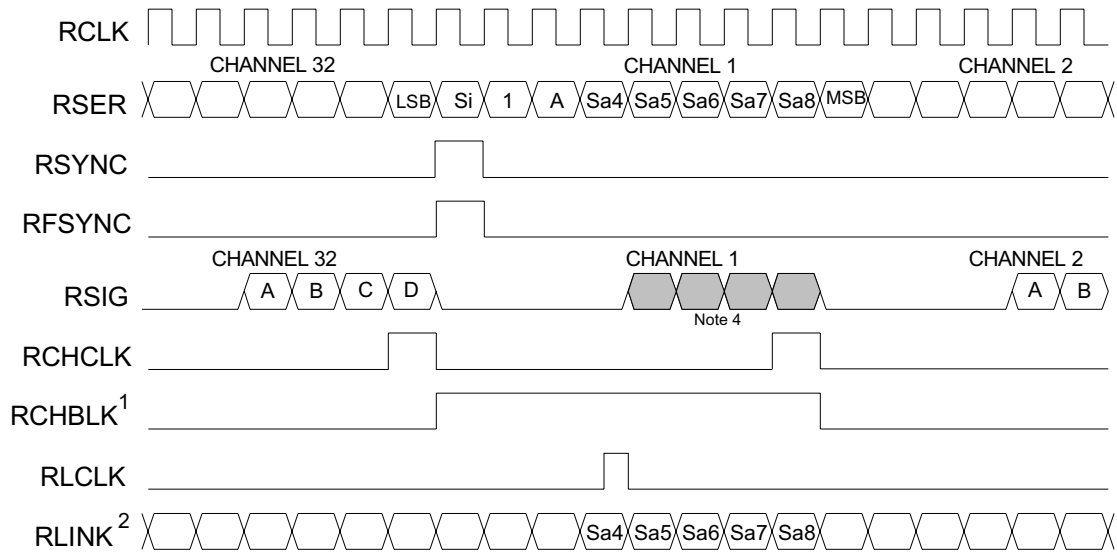 RCLK
CHANNEL 32 CHANNEL 1 CHANNEL 2
RSER LSB Si 1 A Sa4 Sa5 Sa6 Sa7 Sa8 MSB
RSYNC
RFSYNC
CHANNEL 32 CHANNEL 1 CHANNEL 2
RSIG A B C D A B
Note 4
RCHCLK
RCHBLK¹
RLCLK
RLINK² Sa4 Sa5 Sa6 Sa7 Sa8